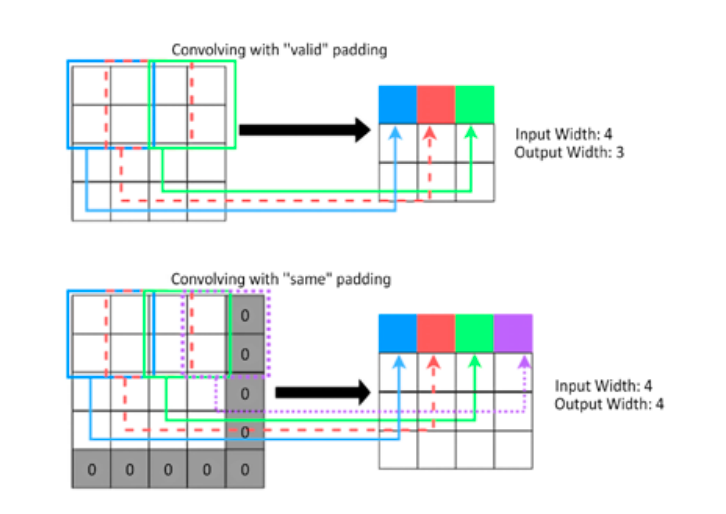 Convolving with "valid" padding
Input Width: 4
Output Width: 3
Convolving with "same" padding
0
0
0
0
0 0 0 0 0
Input Width: 4
Output Width: 4